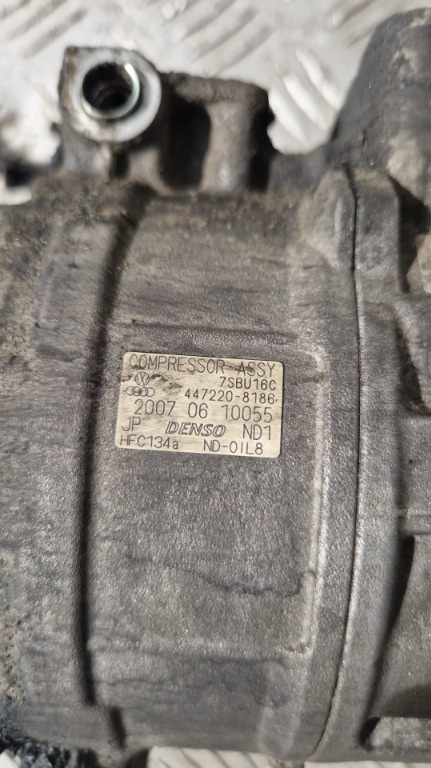 COMPRESSOR ASSY
7SBU16C
447220-8186
2007 06 10055
JP DENSO ND1
HFC134a ND-OIL8